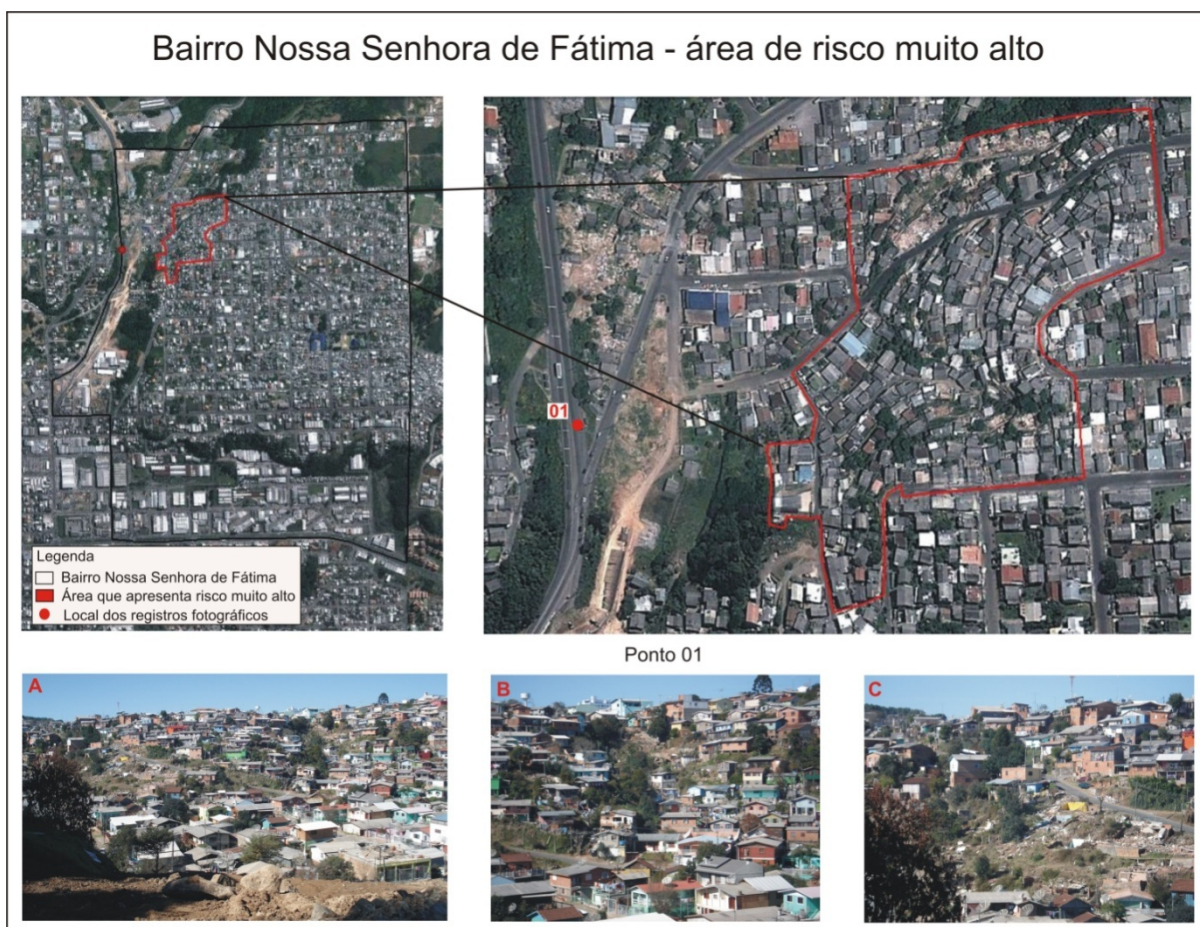 Bairro Nossa Senhora de Fátima - área de risco muito alto
01
Legenda
Bairro Nossa Senhora de Fátima
Área que apresenta risco muito alto
Local dos registros fotográficos
Ponto 01
A
B
C